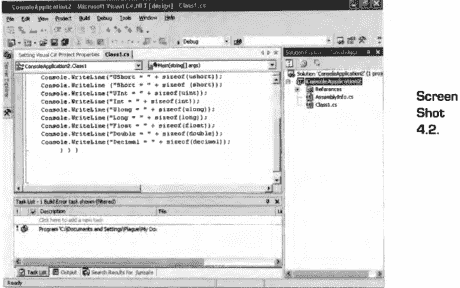 ConsoleApplication2 - Microsoft Visual C#.NET [design] - Class1.cs
File Edit View Project Build Debug Tools Window Help
Debug
Setting Visual C# Project Properties Class1.cs
ConsoleApplication2.Class1 Main(string[] args)
Console.WriteLine("UShort = " + sizeof(ushort));
Console.WriteLine("Short = " + sizeof(short));
Console.WriteLine("UInt = " + sizeof(uint));
Console.WriteLine("Int = " + sizeof(int));
Console.WriteLine("Ulong = " + sizeof(ulong));
Console.WriteLine("Long = " + sizeof(long));
Console.WriteLine("Float = " + sizeof(float));
Console.WriteLine("Double = " + sizeof(double));
Console.WriteLine("Decimal = " + sizeof(decimal));
} } }
Solution 'ConsoleApplication2' (1 proj
ConsoleApplication2
References
AssemblyInfo.cs
Class1.cs
Task List - 1 Build Error task shown (filtered)
! Description File
Click here to add a new task
! Program 'C:\Documents and Settings\Plague\My Do
Task List Output Search Results for
Ready
Screen
Shot
4.2.